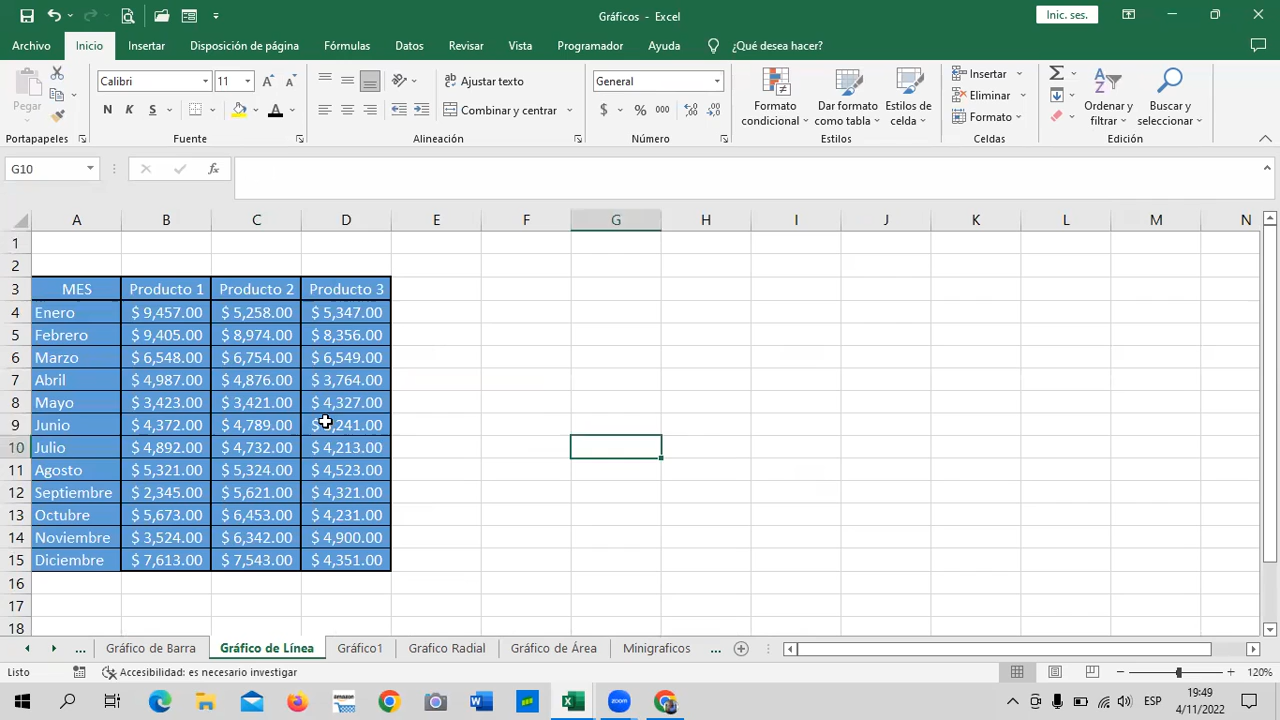 Gráficos - Excel
Inic. ses.
Archivo Inicio Insertar Disposición de página Fórmulas Datos Revisar Vista Programador Ayuda ¿Qué desea hacer?
Pegar
Calibri 11
N K S
Ajustar texto
Combinar y centrar
General
$ % 000
Formato condicional
Dar formato como tabla
Estilos de celda
Insertar
Eliminar
Formato
Ordenar y filtrar
Buscar y seleccionar
Portapapeles Fuente Alineación Número Estilos Celdas Edición
G10 fx
A B C D E F G H I J K L M N
1
2
3 MES Producto 1 Producto 2 Producto 3
4 Enero $ 9,457.00 $ 5,258.00 $ 5,347.00
5 Febrero $ 9,405.00 $ 8,974.00 $ 8,356.00
6 Marzo $ 6,548.00 $ 6,754.00 $ 6,549.00
7 Abril $ 4,987.00 $ 4,876.00 $ 3,764.00
8 Mayo $ 3,423.00 $ 3,421.00 $ 4,327.00
9 Junio $ 4,372.00 $ 4,789.00 $
10 Julio $ 4,892.00 $ 4,732.00 $ 4,213.00
11 Agosto $ 5,321.00 $ 5,324.00 $ 4,523.00
12 Septiembre $ 2,345.00 $ 5,621.00 $ 4,321.00
13 Octubre $ 5,673.00 $ 6,453.00 $ 4,231.00
14 Noviembre $ 3,524.00 $ 6,342.00 $ 4,900.00
15 Diciembre $ 7,613.00 $ 7,543.00 $ 4,351.00
16
17
18
... Gráfico de Barra Gráfico de Línea Gráfico1 Grafico Radial Gráfico de Área Minigraficos ...
Listo Accesibilidad: es necesario investigar 120%
zoom
ESP
19:49
4/11/2022